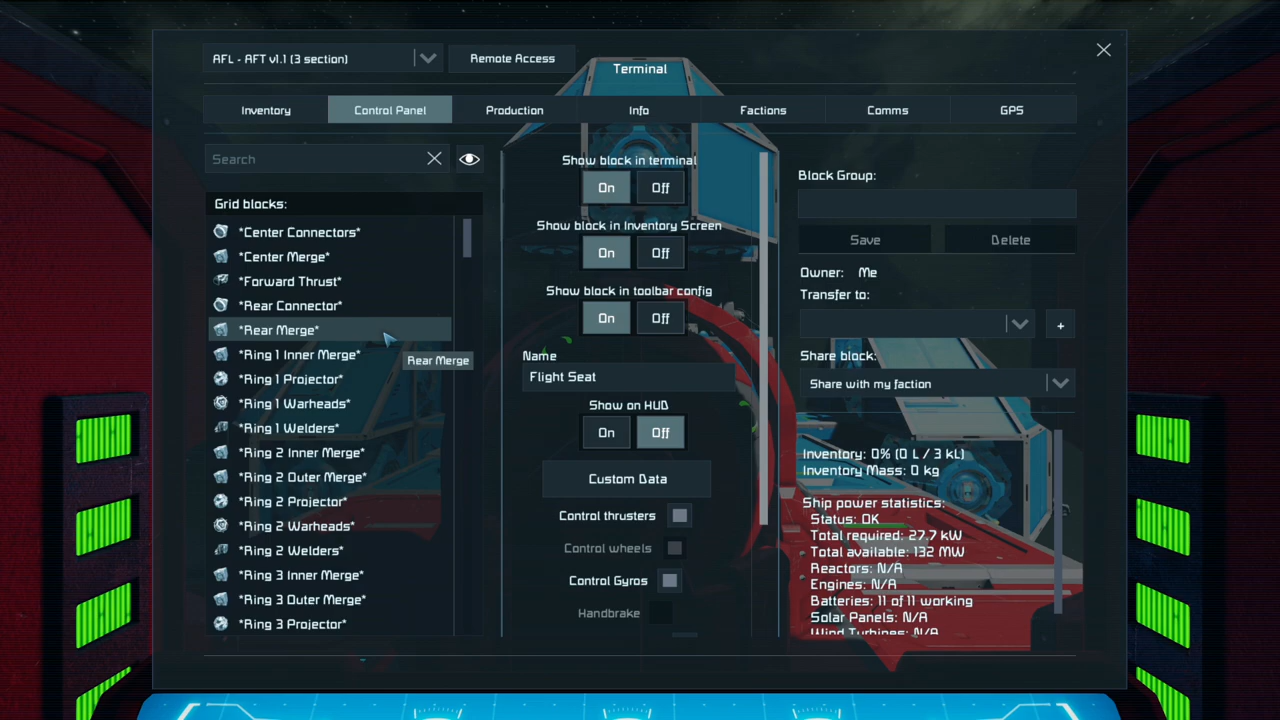 AFL - AFT v1.1 (3 section)
Remote Access
Terminal
Inventory
Control Panel
Production
Info
Factions
Comms
GPS
Search
Grid blocks:
*Center Connectors*
*Center Merge*
*Forward Thrust*
*Rear Connector*
*Rear Merge*
*Ring 1 Inner Merge*
Rear Merge
*Ring 1 Projector*
*Ring 1 Warheads*
*Ring 1 Welders*
*Ring 2 Inner Merge*
*Ring 2 Outer Merge*
*Ring 2 Projector*
*Ring 2 Warheads*
*Ring 2 Welders*
*Ring 3 Inner Merge*
*Ring 3 Outer Merge*
*Ring 3 Projector*
Show block in terminal
On Off
Show block in Inventory Screen
On Off
Show block in toolbar config
On Off
Name
Flight Seat
Show on HUD
On Off
Custom Data
Control thrusters
Control wheels
Control Gyros
Handbrake
Block Group:
Save
Delete
Owner: Me
Transfer to:
+
Share block:
Share with my faction
Inventory: 0% (0 L / 3 kL)
Inventory Mass: 0 kg
Ship power statistics:
Status: OK
Total required: 27.7 kW
Total available: 132 MW
Reactors: N/A
Engines: N/A
Batteries: 11 of 11 working
Solar Panels: N/A
Wind Turbines: N/A